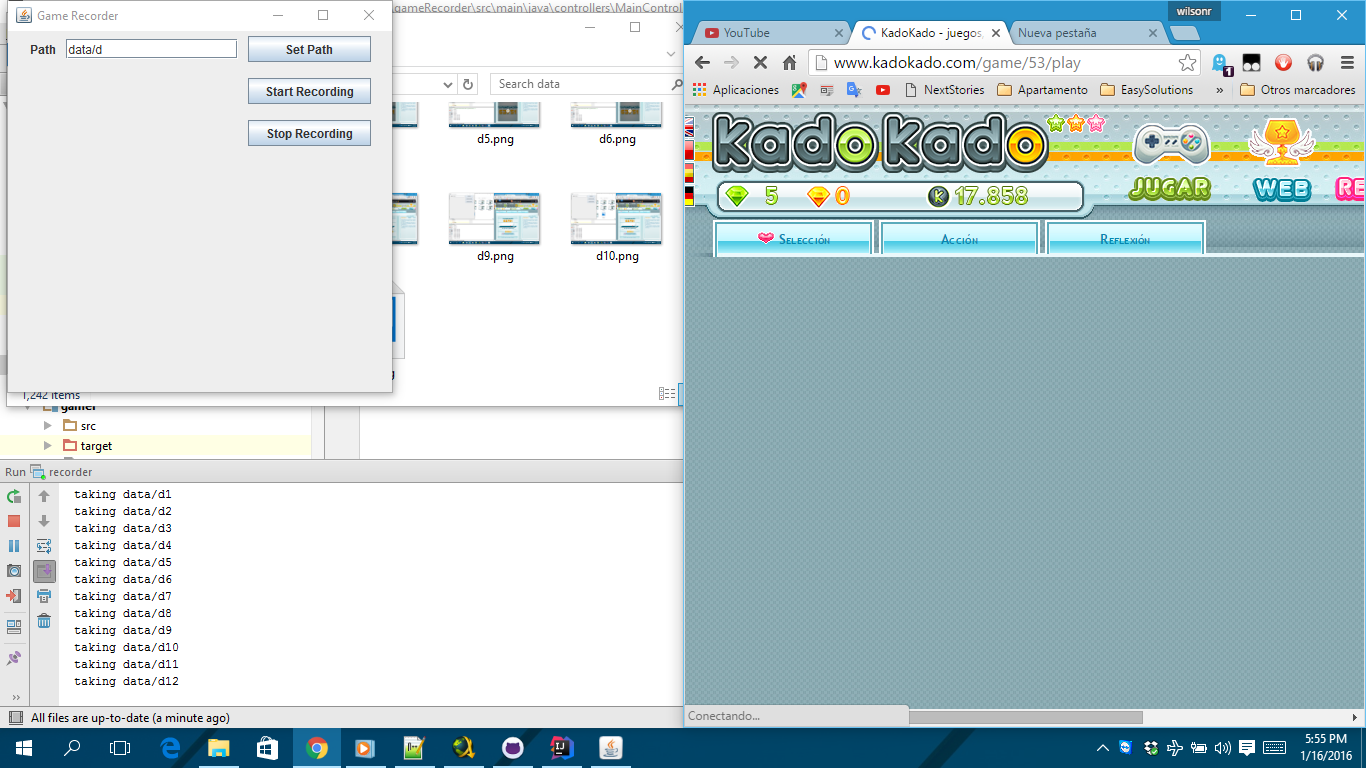 Game Recorder
Path data/d Set Path
Start Recording
Stop Recording
gameRecorder\src\main\java\controllers\MainControl
Search data
d5.png d6.png
d9.png d10.png
1,242 items
gamer
src
target
Run recorder
taking data/d1
taking data/d2
taking data/d3
taking data/d4
taking data/d5
taking data/d6
taking data/d7
taking data/d8
taking data/d9
taking data/d10
taking data/d11
taking data/d12
All files are up-to-date (a minute ago)
wilsonr
YouTube KadoKado - juegos, Nueva pestaña
www.kadokado.com/game/53/play
1
Aplicaciones NextStories Apartamento EasySolutions » Otros marcadores
kadokado
JUGAR WEB RE
5 0 K 17.858
Selección Acción Reflexión
Conectando...
5:55 PM
1/16/2016